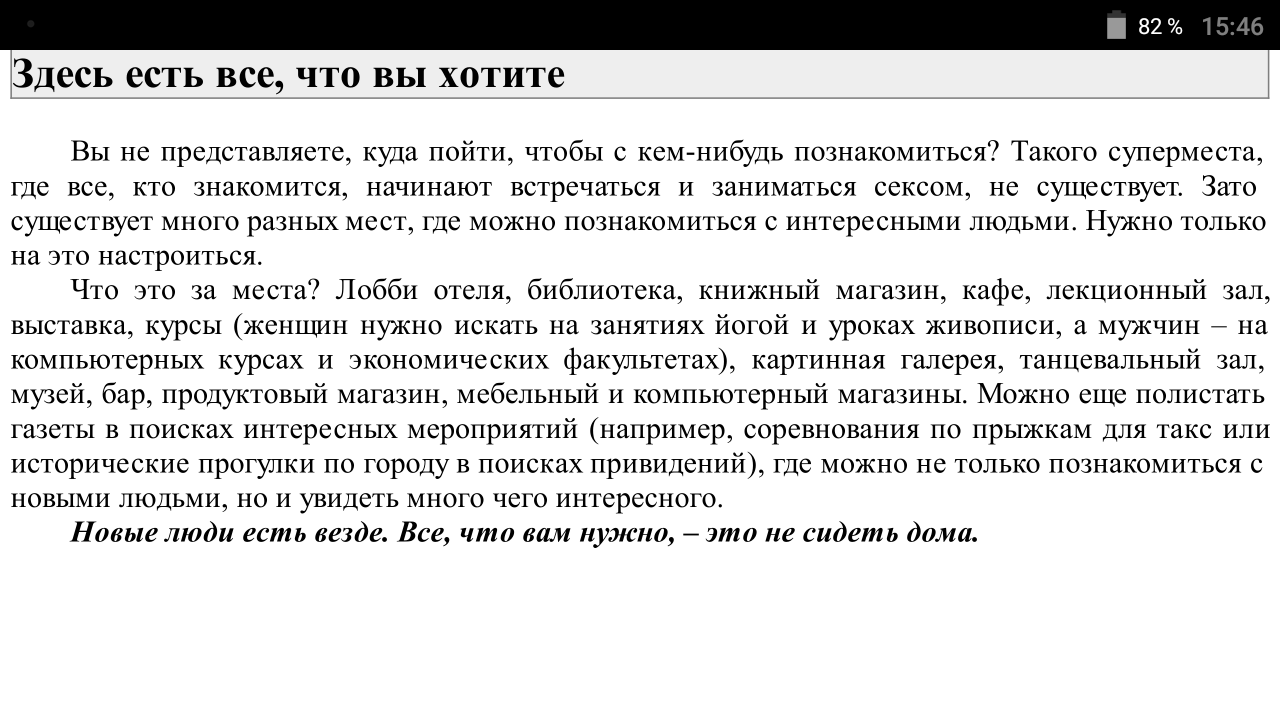 82 % 15:46
Здесь есть все, что вы хотите
Вы не представляете, куда пойти, чтобы с кем-нибудь познакомиться? Такого суперместа,
где все, кто знакомится, начинают встречаться и заниматься сексом, не существует. Зато
существует много разных мест, где можно познакомиться с интересными людьми. Нужно только
на это настроиться.
Что это за места? Лобби отеля, библиотека, книжный магазин, кафе, лекционный зал,
выставка, курсы (женщин нужно искать на занятиях йогой и уроках живописи, а мужчин – на
компьютерных курсах и экономических факультетах), картинная галерея, танцевальный зал,
музей, бар, продуктовый магазин, мебельный и компьютерный магазины. Можно еще полистать
газеты в поисках интересных мероприятий (например, соревнования по прыжкам для такс или
исторические прогулки по городу в поисках привидений), где можно не только познакомиться с
новыми людьми, но и увидеть много чего интересного.
Новые люди есть везде. Все, что вам нужно, – это не сидеть дома.